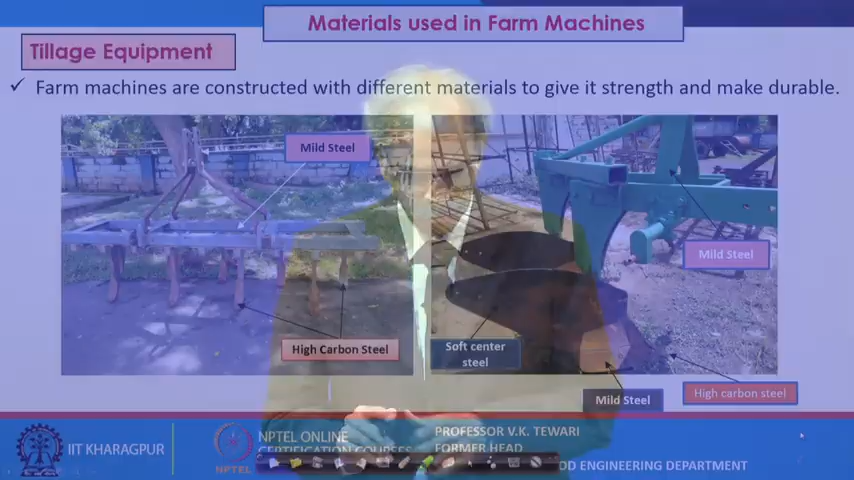 Materials used in Farm Machines
Tillage Equipment
✓ Farm machines are constructed with different materials to give it strength and make durable.
Mild Steel
Mild Steel
High Carbon Steel
Soft center
steel
Mild Steel
High carbon steel
IIT KHARAGPUR
NPTEL
NPTEL ONLINE
CERTIFICATION COURSES
PROFESSOR V.K. TEWARI
FORMER HEAD
OD ENGINEERING DEPARTMENT